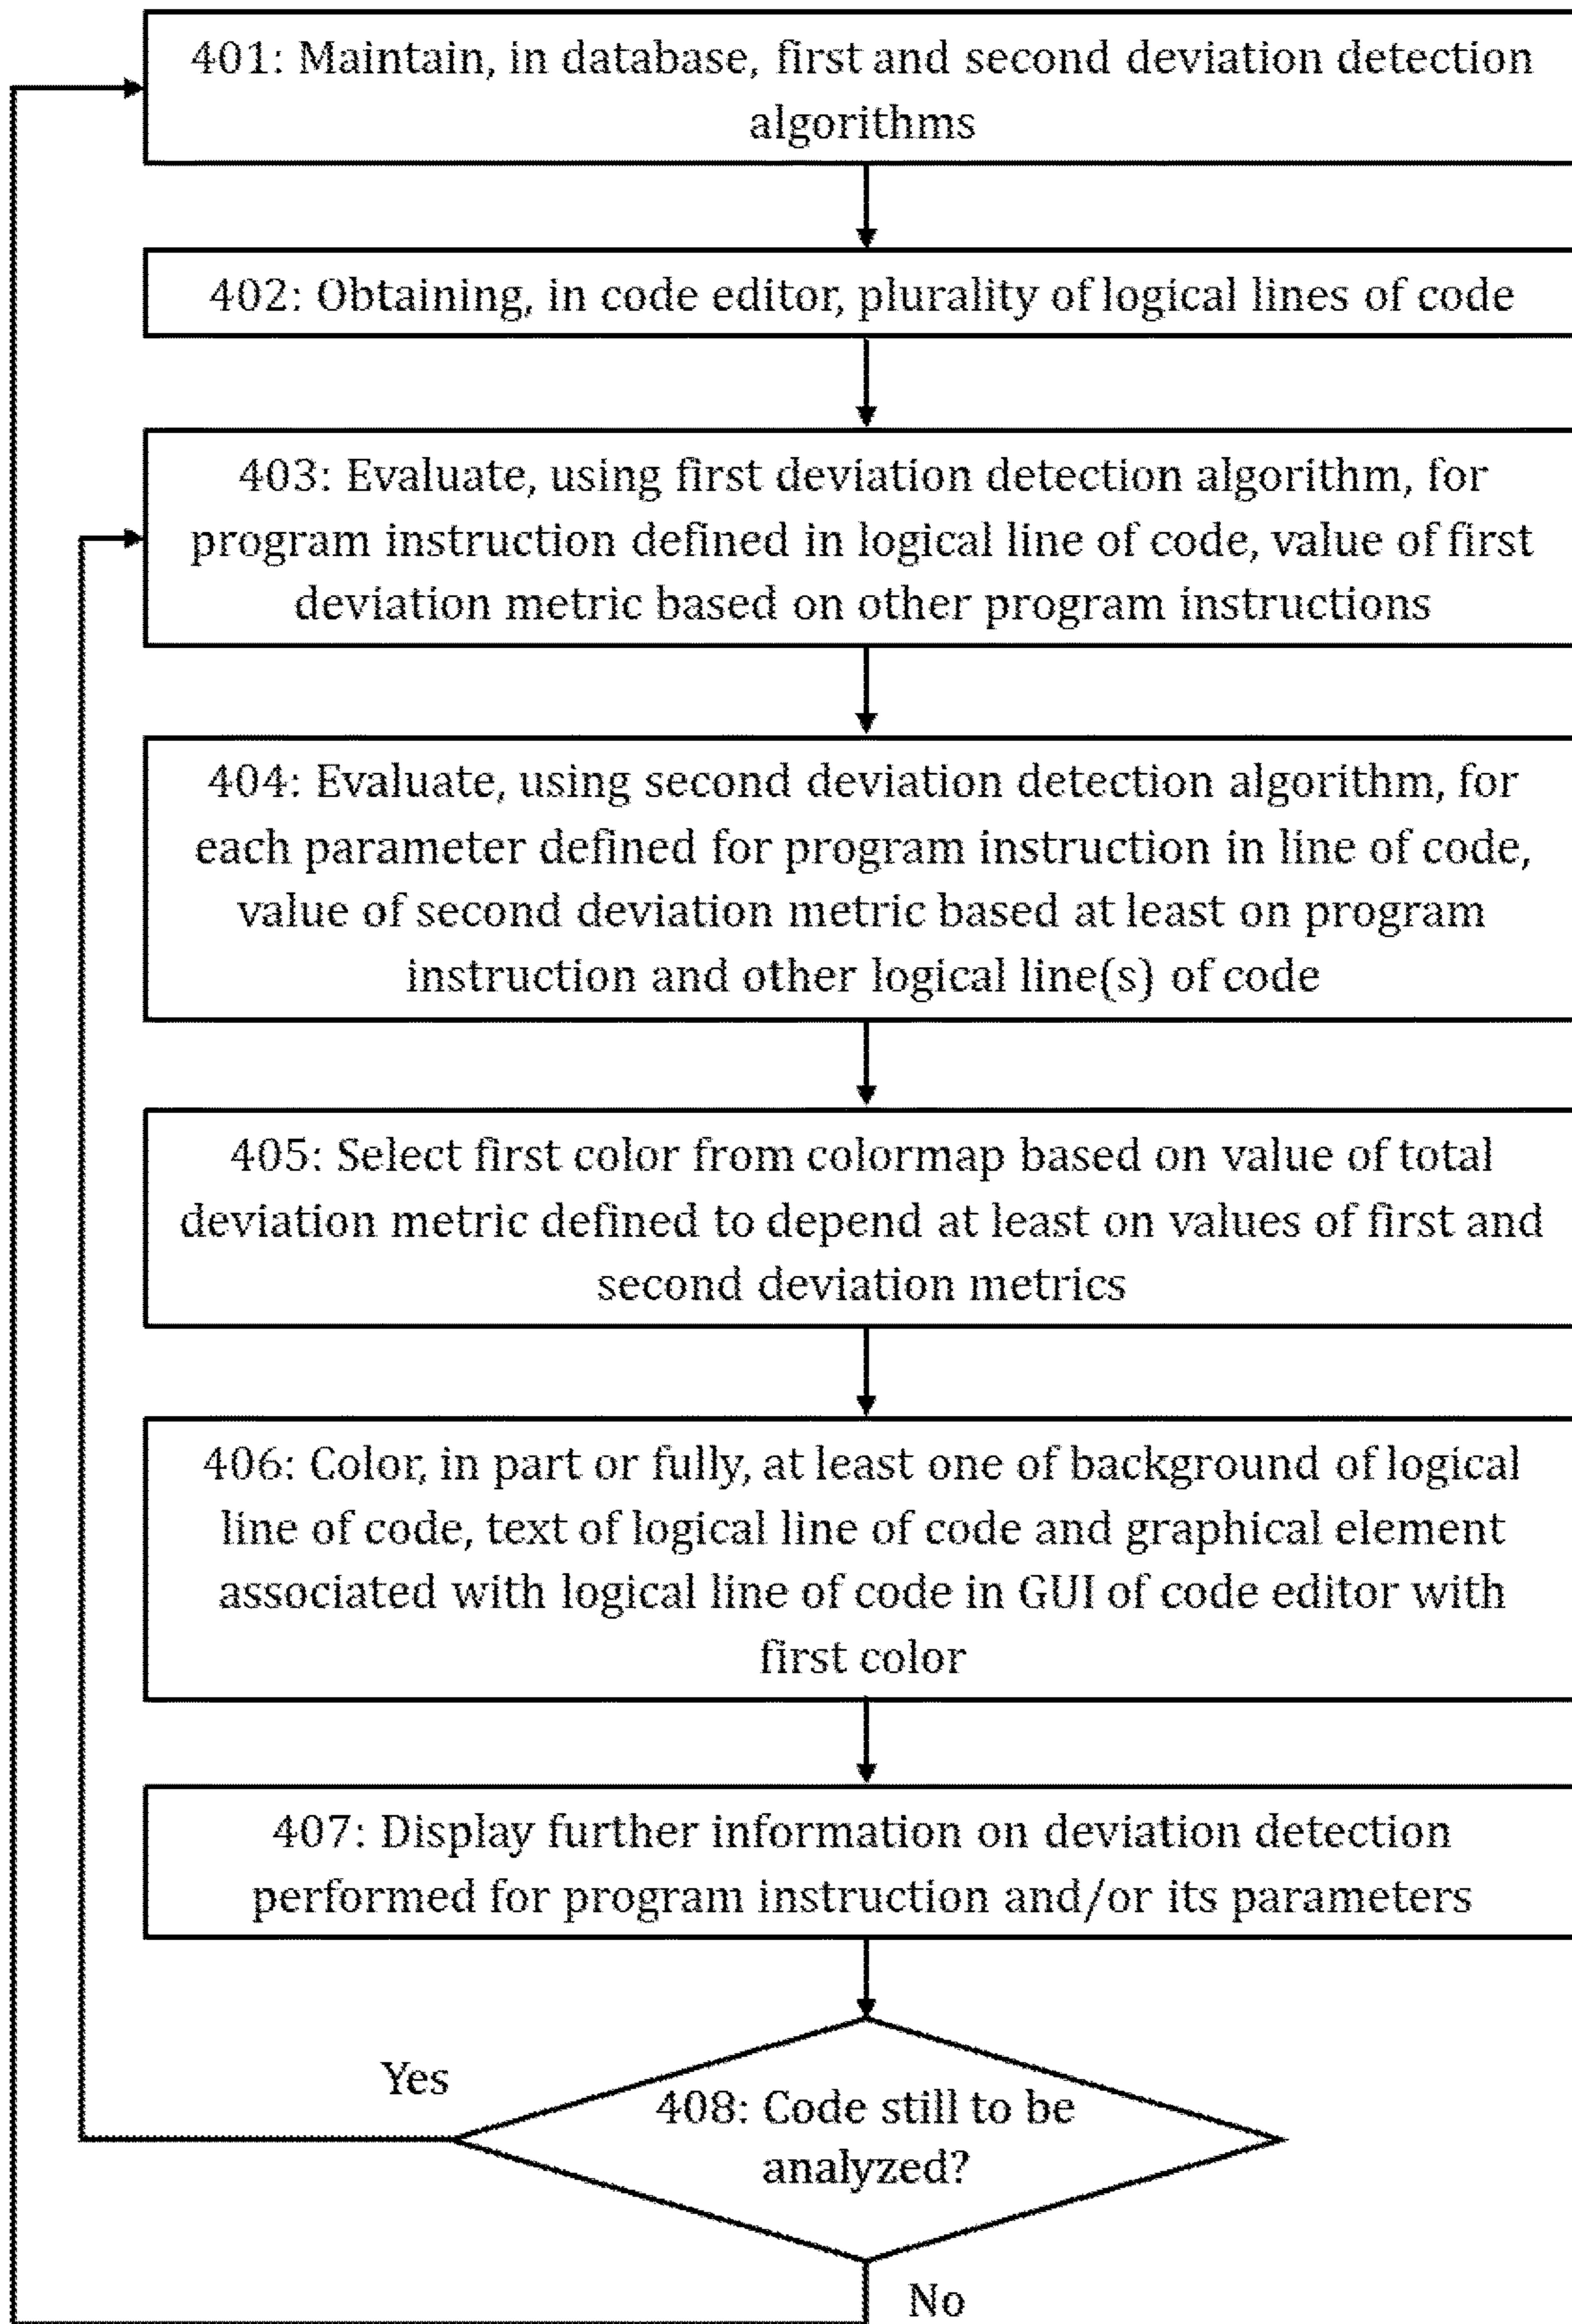 401: Maintain, in database, first and second deviation detection
algorithms
402: Obtaining, in code editor, plurality of logical lines of code
403: Evaluate, using first deviation detection algorithm, for
program instruction defined in logical line of code, value of first
deviation metric based on other program instructions
404: Evaluate, using second deviation detection algorithm, for
each parameter defined for program instruction in line of code,
value of second deviation metric based at least on program
instruction and other logical line(s) of code
405: Select first color from colormap based on value of total
deviation metric defined to depend at least on values of first and
second deviation metrics
406: Color, in part or fully, at least one of background of logical
line of code, text of logical line of code and graphical element
associated with logical line of code in GUI of code editor with
first color
407: Display further information on deviation detection
performed for program instruction and/or its parameters
Yes
408: Code still to be
analyzed?
No